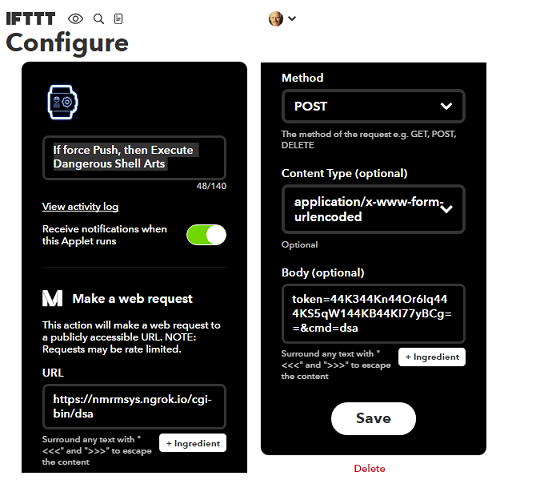 IFTTT
Configure
If force Push, then Execute
Dangerous Shell Arts
48/140
View activity log
Receive notifications when
this Applet runs
Make a web request
This action will make a web request to
a publicly accessible URL. NOTE:
Requests may be rate limited.
URL
https://nmrmsys.ngrok.io/cgi-
bin/dsa
Surround any text with "
<<<" and ">>>" to escape
the content
+ Ingredient
Method
POST
The method of the request e.g. GET, POST,
DELETE
Content Type (optional)
application/x-www-form-
urlencoded
Optional
Body (optional)
token=44K344Kn44Or6Iq44
4KS5qW144KB44KI77yBCg=
=&cmd=dsa
Surround any text with "
<<<" and ">>>" to escape
the content
+ Ingredient
Save
Delete